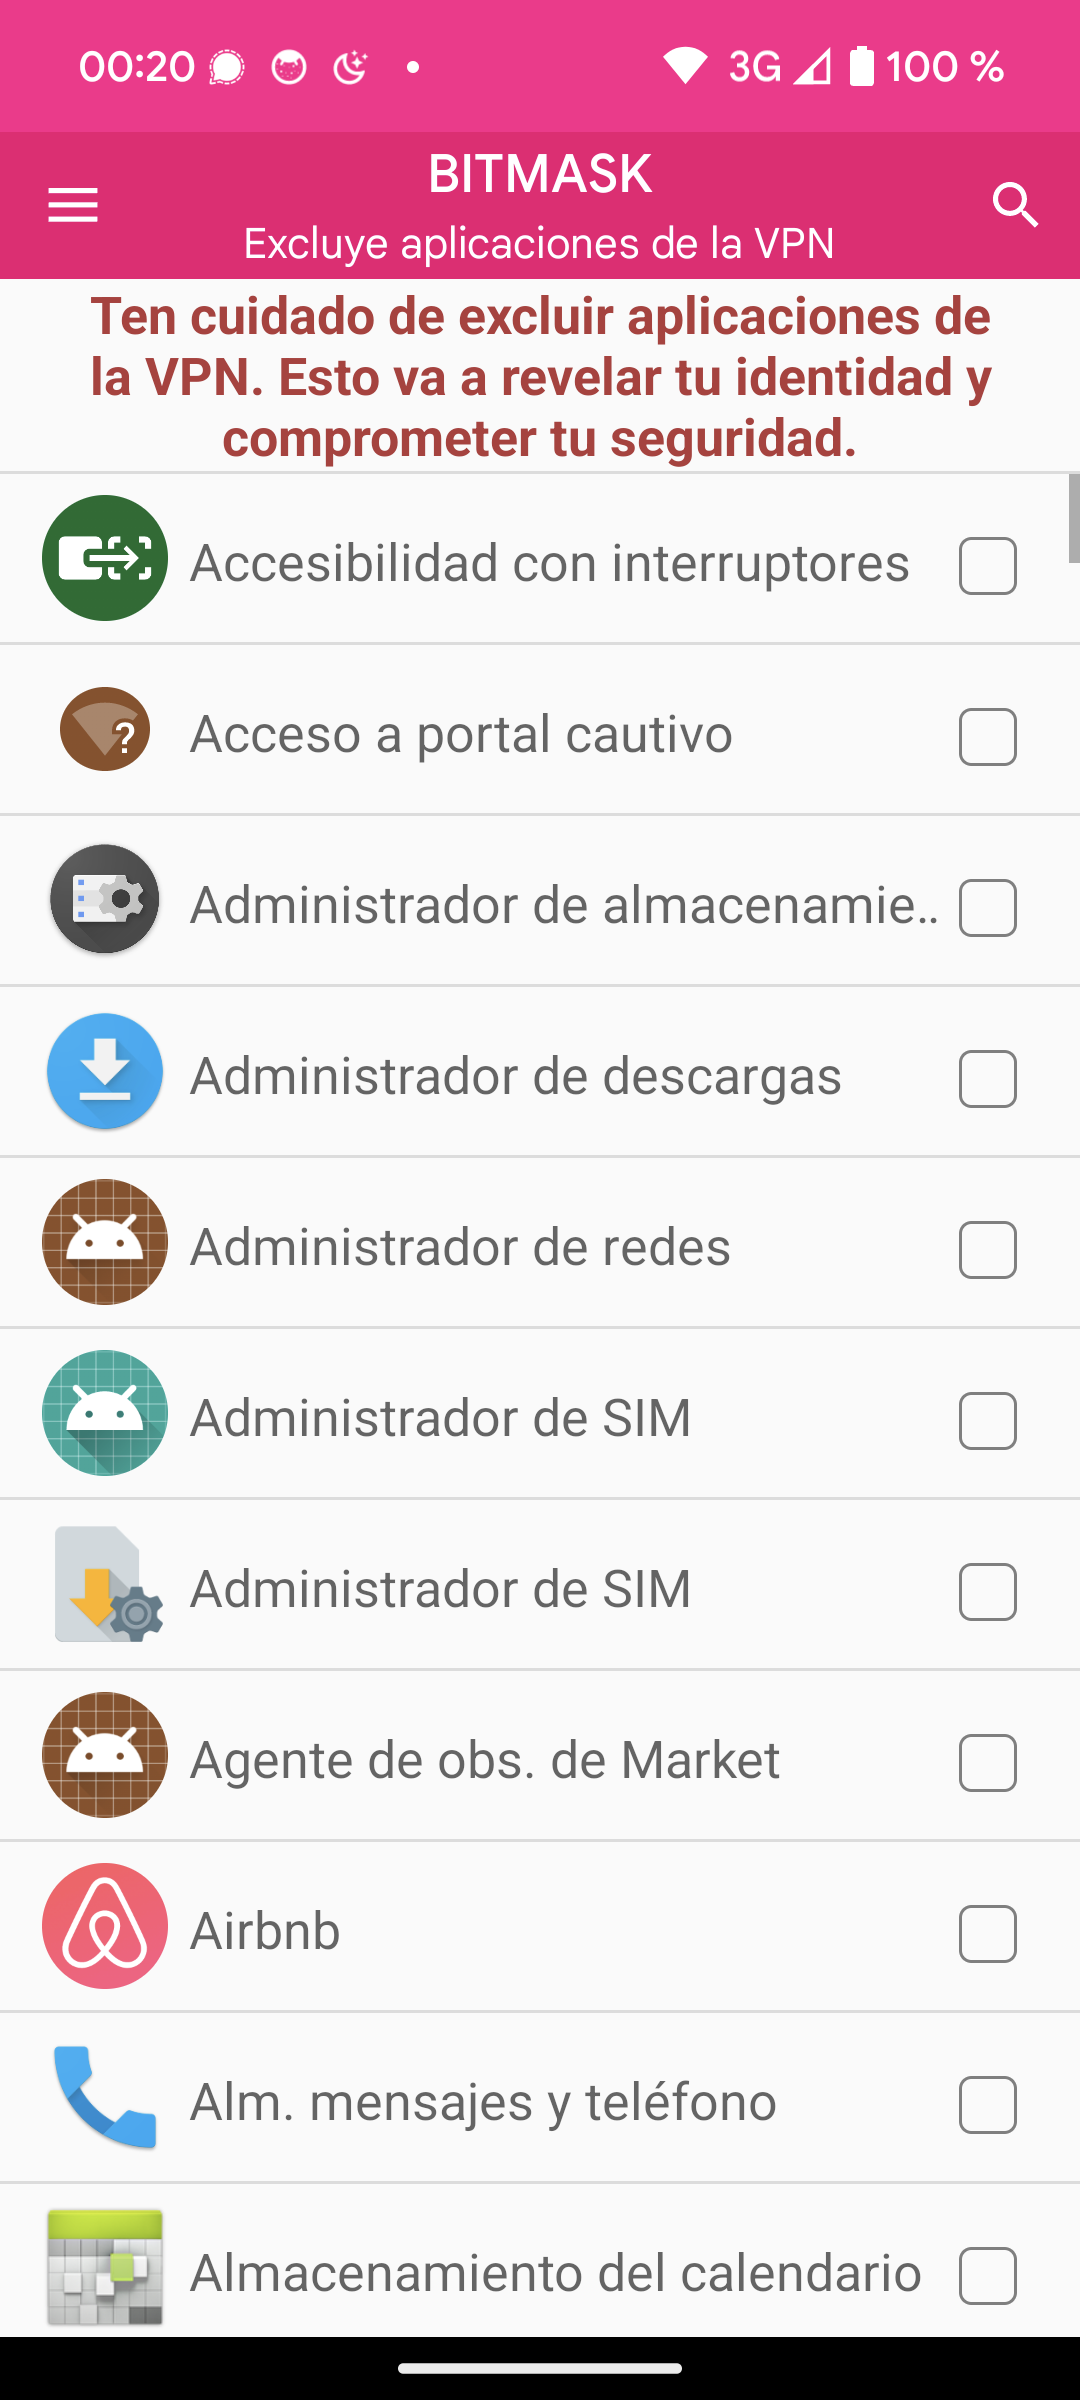 00:20
3G
100 %
BITMASK
Excluye aplicaciones de la VPN
Ten cuidado de excluir aplicaciones de
la VPN. Esto va a revelar tu identidad y
comprometer tu seguridad.
Accesibilidad con interruptores
?
Acceso a portal cautivo
Administrador de almacenamie..
Administrador de descargas
Administrador de redes
Administrador de SIM
Administrador de SIM
Agente de obs. de Market
Airbnb
Alm. mensajes y teléfono
Almacenamiento del calendario